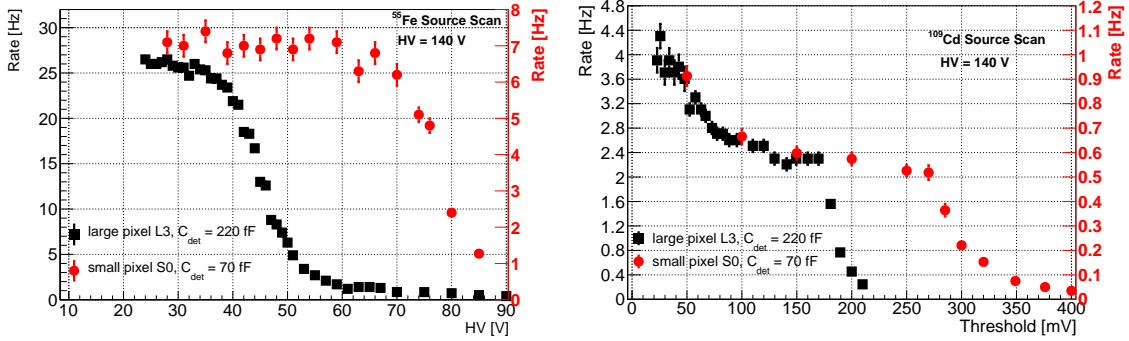 55Fe Source Scan
HV = 140 V
Rate [Hz]
30
25
20
15
10
5
0
8
7
6
5
4
3
2
1
0
Rate [Hz]
large pixel L3, Cdet = 220 fF
small pixel S0, Cdet = 70 fF
10 20 30 40 50 60 70 80 90
HV [V]
109Cd Source Scan
HV = 140 V
Rate [Hz]
4.8
4.4
4
3.6
3.2
2.8
2.4
2
1.6
1.2
0.8
0.4
0
1.2
1.1
1
0.9
0.8
0.7
0.6
0.5
0.4
0.3
0.2
0.1
0
Rate [Hz]
large pixel L3, Cdet = 220 fF
small pixel S0, Cdet = 70 fF
0 50 100 150 200 250 300 350 400
Threshold [mV]